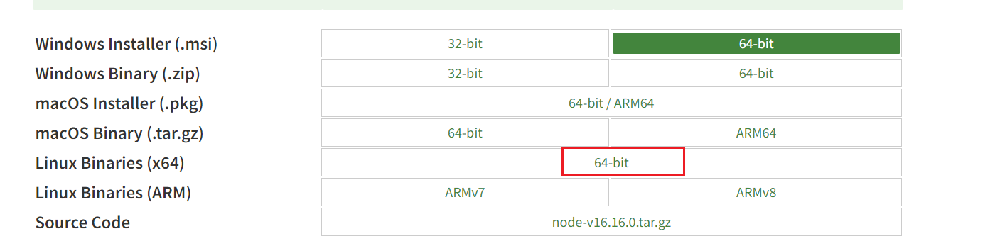 Windows Installer (.msi) 32-bit 64-bit
Windows Binary (.zip) 32-bit 64-bit
macOS Installer (.pkg) 64-bit / ARM64
macOS Binary (.tar.gz) 64-bit ARM64
Linux Binaries (x64) 64-bit
Linux Binaries (ARM) ARMv7 ARMv8
Source Code node-v16.16.0.tar.gz